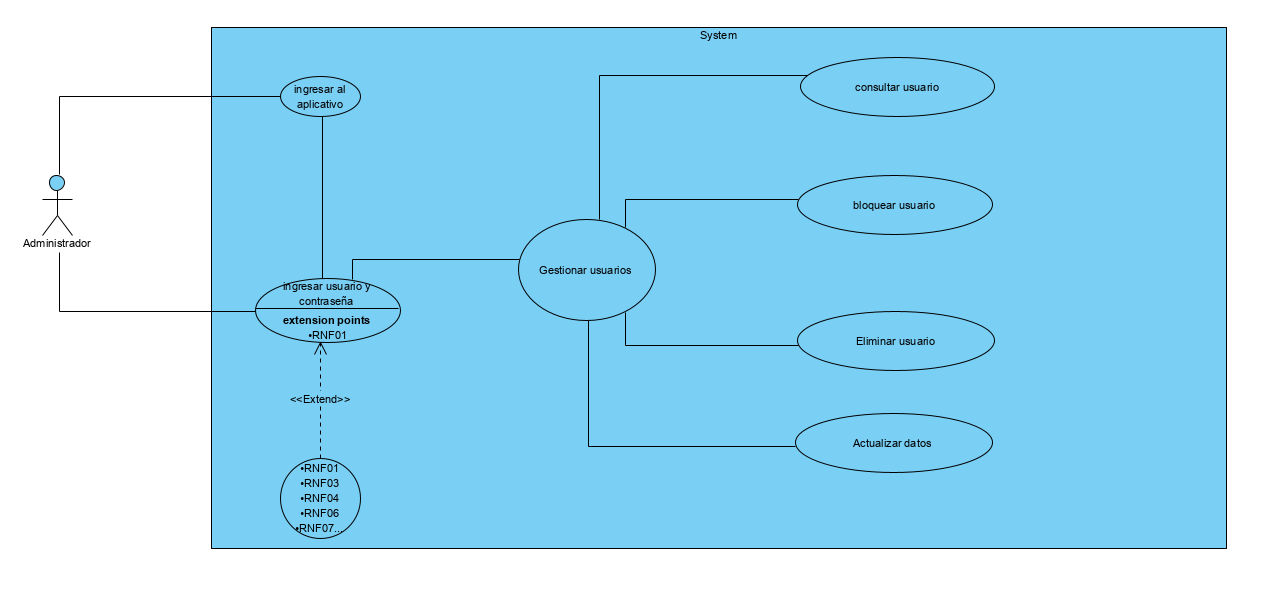 System
ingresar al
aplicativo
consultar usuario
bloquear usuario
Administrador
Gestionar usuarios
ingresar usuario y
contraseña
extension points
•RNF01
Eliminar usuario
<<Extend>>
Actualizar datos
•RNF01
•RNF03
•RNF04
•RNF06
•RNF07...